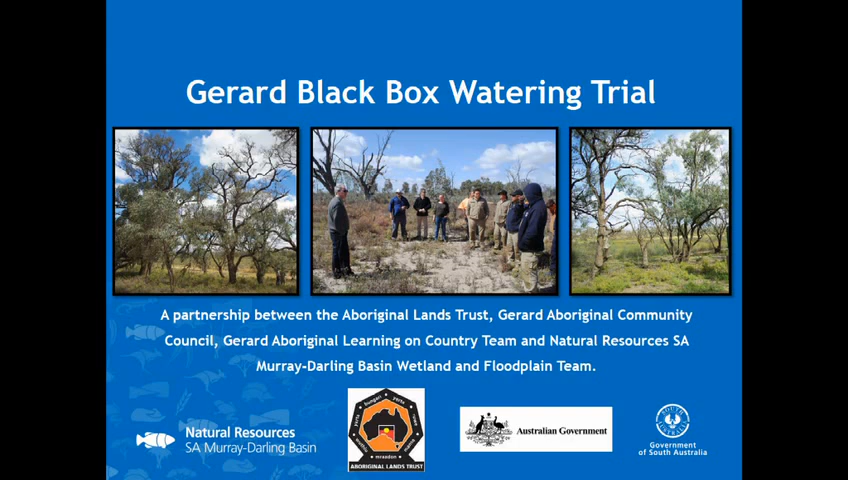 Gerard Black Box Watering Trial
A partnership between the Aboriginal Lands Trust, Gerard Aboriginal Community
Council, Gerard Aboriginal Learning on Country Team and Natural Resources SA
Murray-Darling Basin Wetland and Floodplain Team.
Natural Resources
SA Murray-Darling Basin
ABORIGINAL LANDS TRUST
Australian Government
SOUTH AUSTRALIA
Government
of South Australia